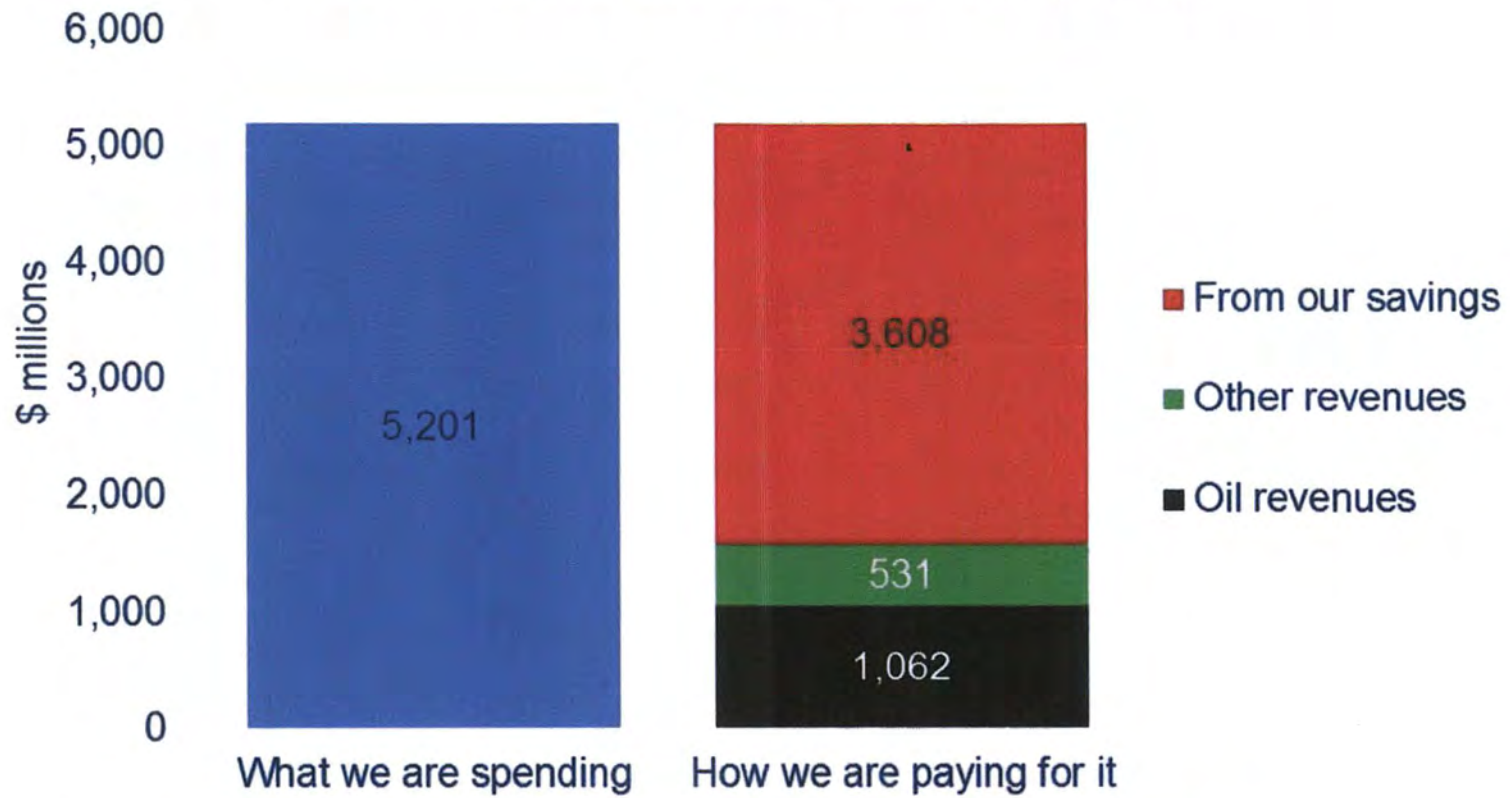 6,000
5,000
4,000
3,000
2,000
1,000
0
$ millions
5,201
3,608
531
1,062
What we are spending
How we are paying for it
From our savings
Other revenues
Oil revenues